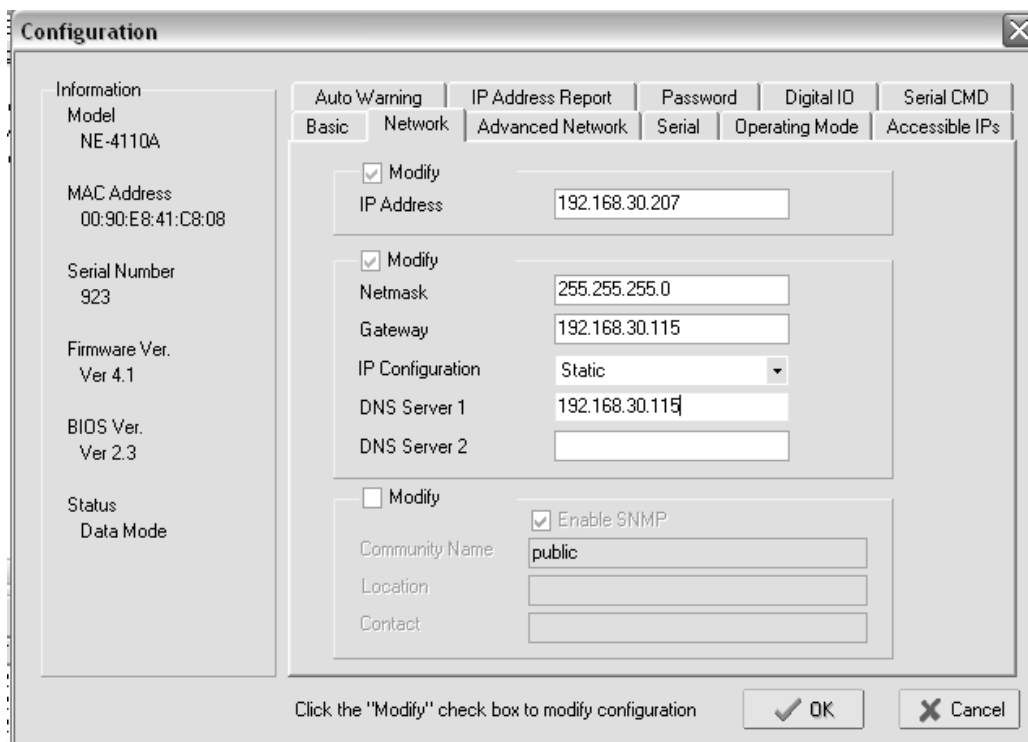 Configuration
Information
Model
NE-4110A
MAC Address
00:90:E8:41:C8:08
Serial Number
923
Firmware Ver.
Ver 4.1
BIOS Ver.
Ver 2.3
Status
Data Mode
Auto Warning
IP Address Report
Password
Digital IO
Serial CMD
Basic
Network
Advanced Network
Serial
Operating Mode
Accessible IPs
Modify
IP Address
192.168.30.207
Modify
Netmask
255.255.255.0
Gateway
192.168.30.115
IP Configuration
Static
DNS Server 1
192.168.30.115
DNS Server 2
Modify
Enable SNMP
Community Name
public
Location
Contact
Click the "Modify" check box to modify configuration
OK
Cancel